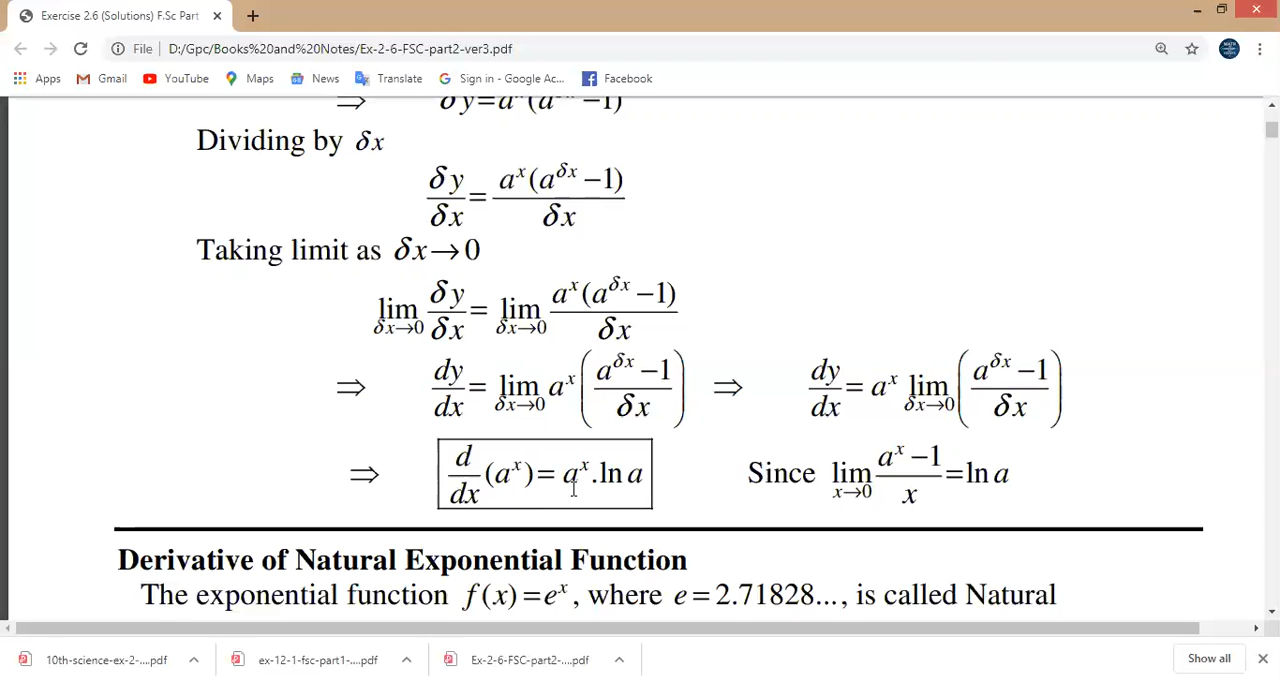 Exercise 2.6 (Solutions) F.Sc Part
File D:/Gpc/Books%20and%20Notes/Ex-2-6-FSC-part2-ver3.pdf
Apps Gmail YouTube Maps News Translate Sign in - Google Ac... Facebook
Dividing by δx
δy/δx = a^x(a^δx − 1)/δx
Taking limit as δx → 0
lim δx→0 δy/δx = lim δx→0 a^x(a^δx − 1)/δx
⇒ dy/dx = lim δx→0 a^x ((a^δx − 1)/δx) ⇒ dy/dx = a^x lim δx→0 ((a^δx − 1)/δx)
⇒ d/dx (a^x) = a^x.ln a Since lim x→0 (a^x − 1)/x = ln a
Derivative of Natural Exponential Function
The exponential function f(x) = e^x, where e = 2.71828..., is called Natural
10th-science-ex-2-....pdf ex-12-1-fsc-part1-....pdf Ex-2-6-FSC-part2-....pdf Show all